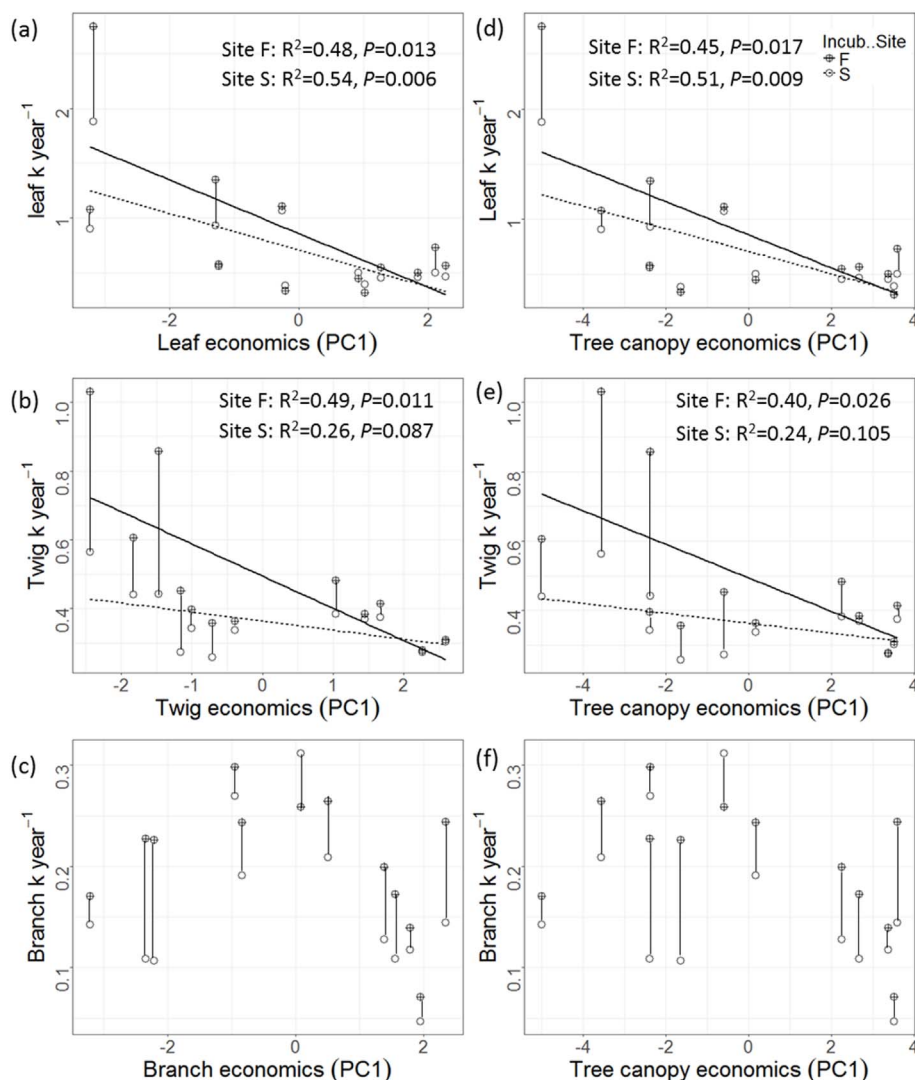 (a)
Site F: R²=0.48, P=0.013
Site S: R²=0.54, P=0.006
leaf k year⁻¹
2
1
-2 0 2
Leaf economics (PC1)
(d)
Site F: R²=0.45, P=0.017
Site S: R²=0.51, P=0.009
Incub..Site
F
S
Leaf k year⁻¹
2
1
-4 -2 0 2 4
Tree canopy economics (PC1)
(b)
Site F: R²=0.49, P=0.011
Site S: R²=0.26, P=0.087
Twig k year⁻¹
1.0
0.8
0.6
0.4
-2 -1 0 1 2
Twig economics (PC1)
(e)
Site F: R²=0.40, P=0.026
Site S: R²=0.24, P=0.105
Twig k year⁻¹
1.0
0.8
0.6
0.4
-4 -2 0 2 4
Tree canopy economics (PC1)
(c)
Branch k year⁻¹
0.3
0.2
0.1
-2 0 2
Branch economics (PC1)
(f)
Branch k year⁻¹
0.3
0.2
0.1
-4 -2 0 2 4
Tree canopy economics (PC1)